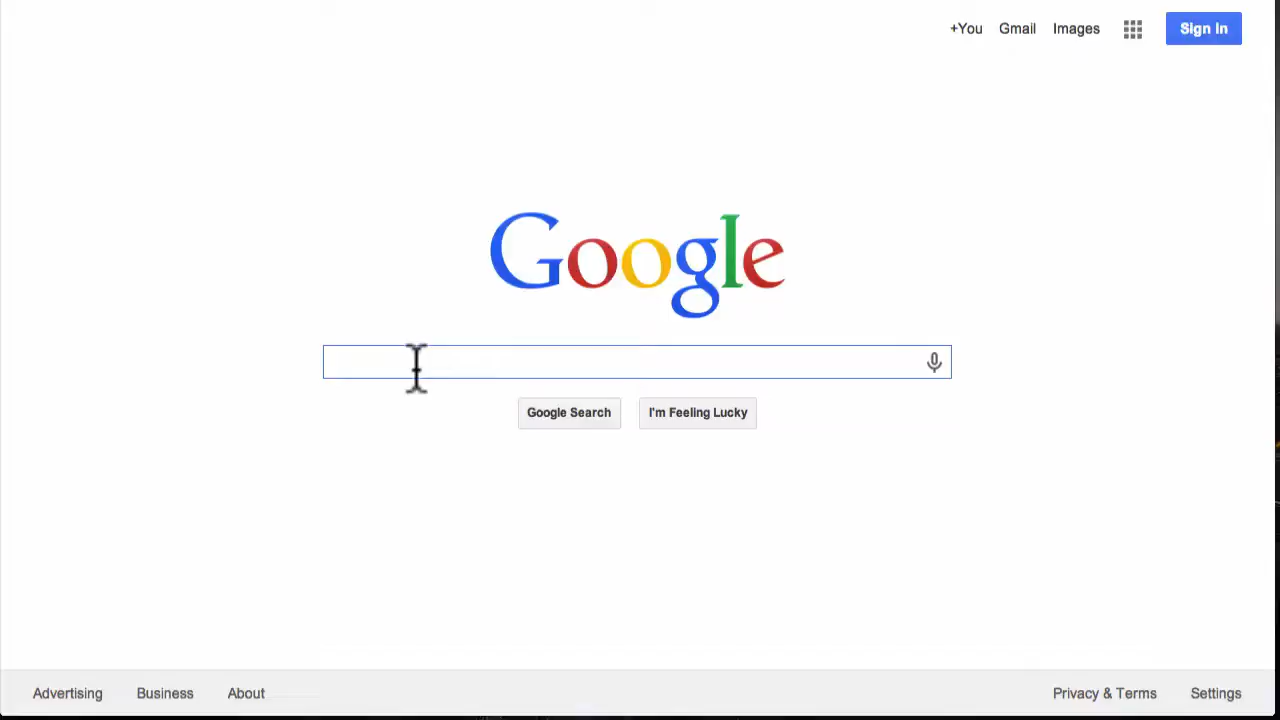 +You Gmail Images Sign In
Google
Google Search I'm Feeling Lucky
Advertising Business About Privacy & Terms Settings